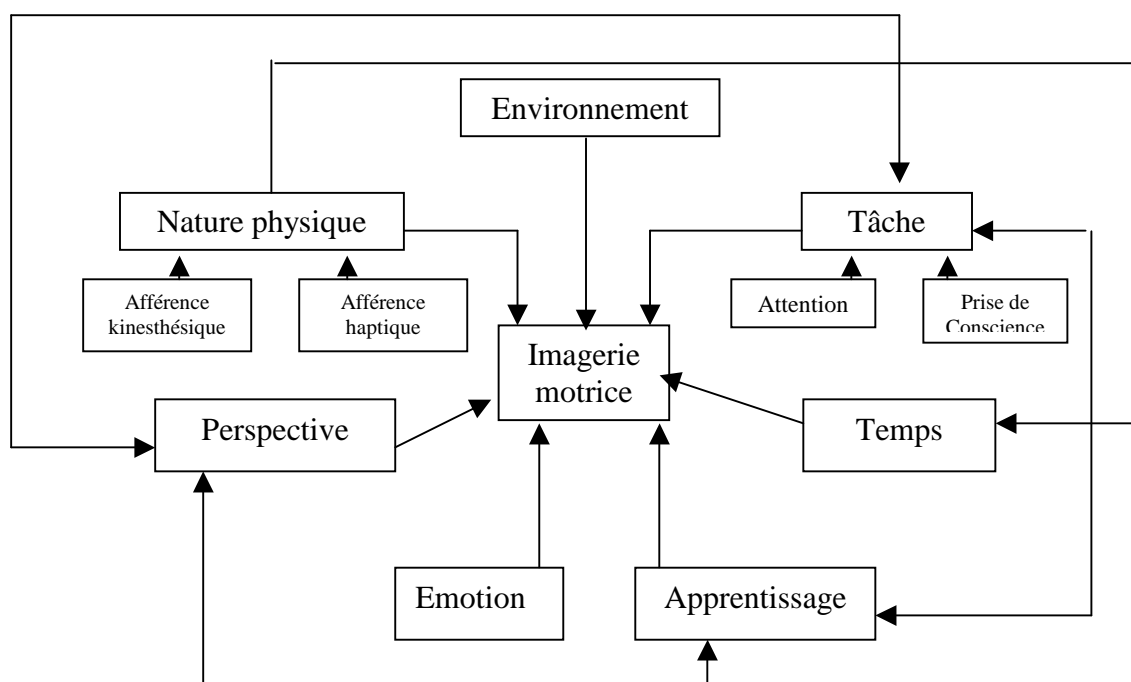 Environnement
Nature physique
Tâche
Afférence
kinesthésique
Afférence
haptique
Attention
Prise de
Conscience
Imagerie
motrice
Perspective
Temps
Emotion
Apprentissage